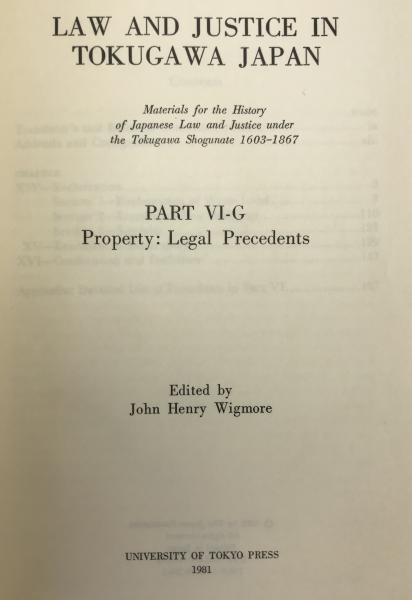 LAW AND JUSTICE IN
TOKUGAWA JAPAN
Materials for the History
of Japanese Law and Justice under
the Tokugawa Shogunate 1603-1867
PART VI-G
Property: Legal Precedents
Edited by
John Henry Wigmore
UNIVERSITY OF TOKYO PRESS
1981